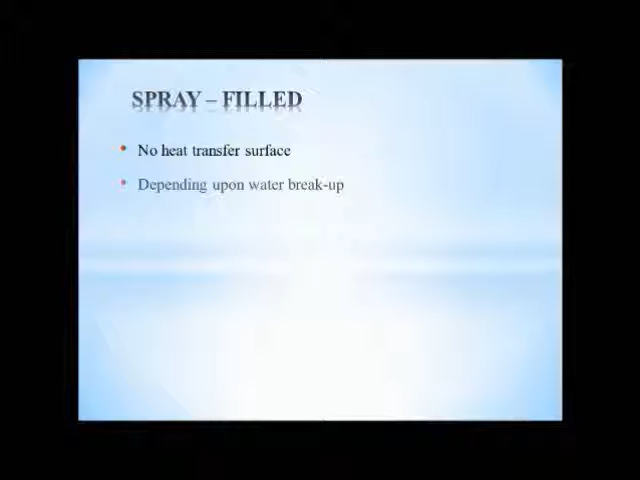 SPRAY – FILLED
• No heat transfer surface
• Depending upon water break-up